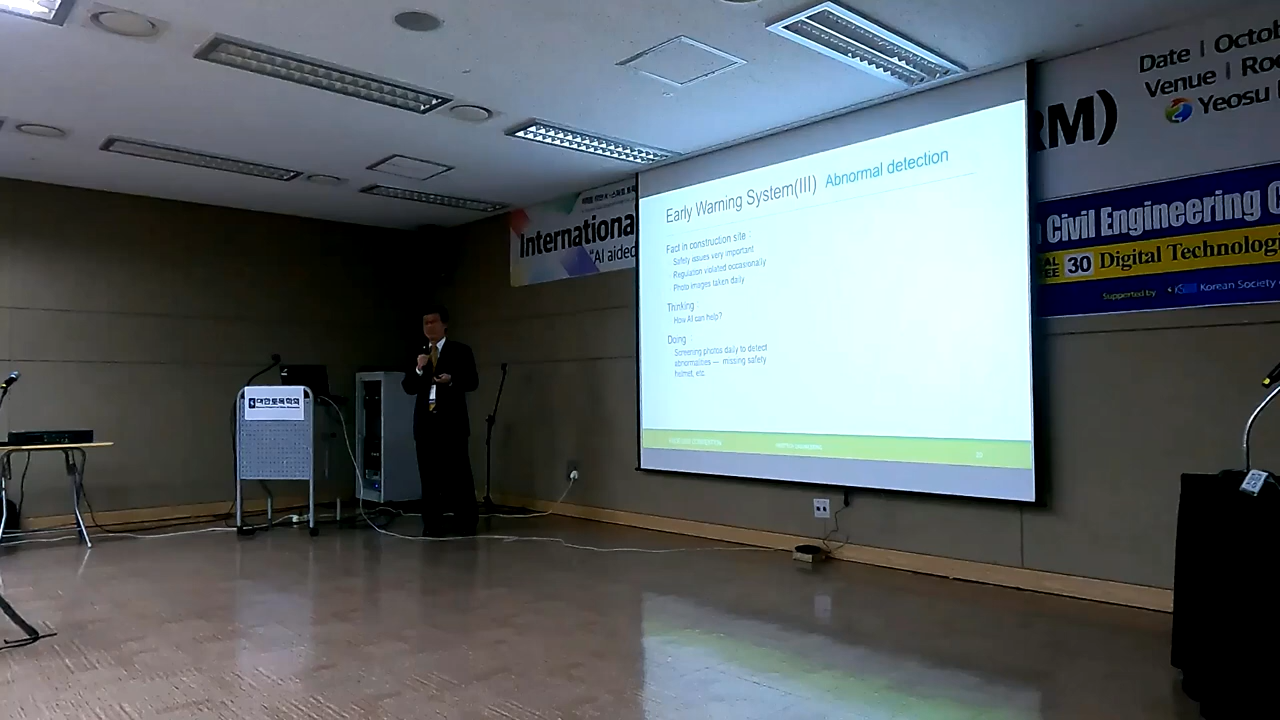 Date | Octob
Venue | Roo
Yeosu
RM)
Civil Engineering C
30 Digital Technologi
Supported by
Korean Society
International
"AI aided
대한토목학회
Early Warning System(III) Abnormal detection
Fact in construction site :
Safety issues very important
Regulation violated occasionally
Photo images taken daily
Thinking
How AI can help?
Doing :
Screening photos daily to detect
abnormalities — missing safety
helmet, etc.